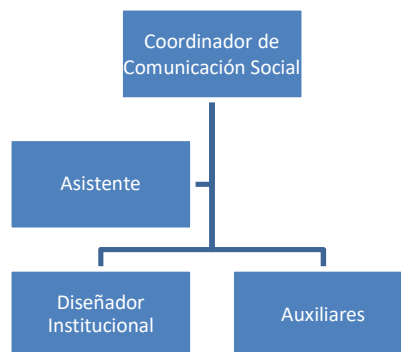 Coordinador de
Comunicación Social
Asistente
Diseñador
Institucional
Auxiliares